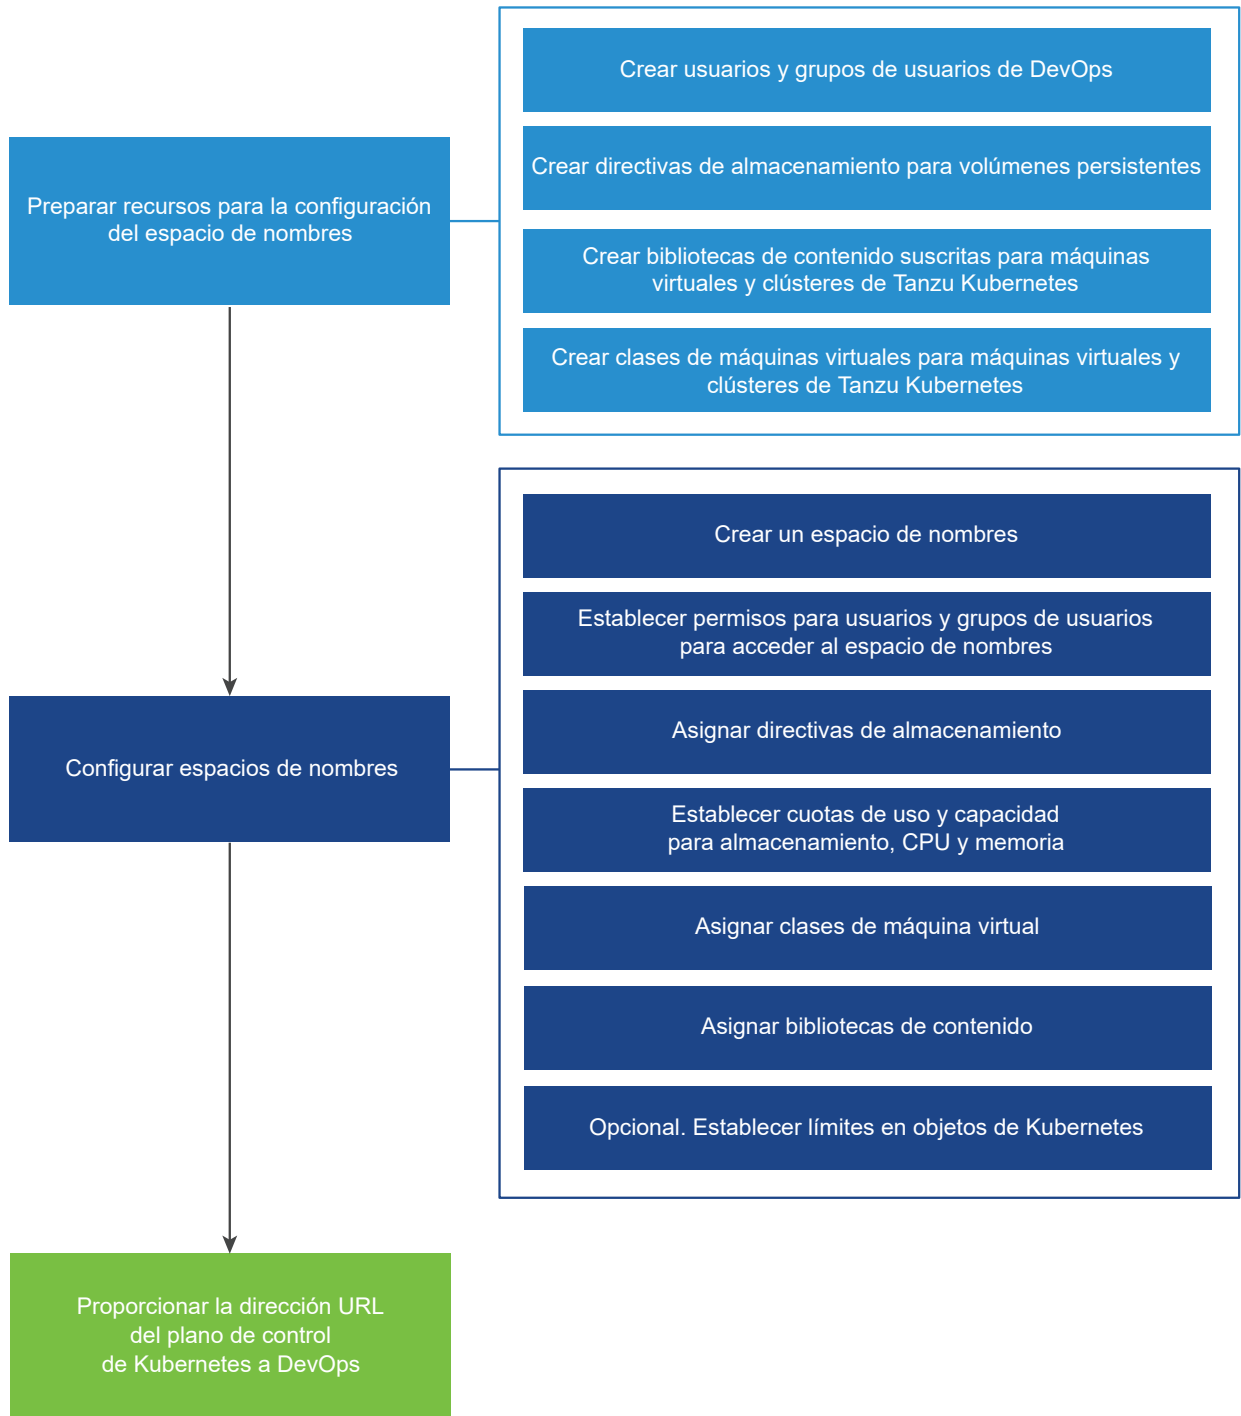 Preparar recursos para la configuración
del espacio de nombres
Crear usuarios y grupos de usuarios de DevOps
Crear directivas de almacenamiento para volúmenes persistentes
Crear bibliotecas de contenido suscritas para máquinas
virtuales y clústeres de Tanzu Kubernetes
Crear clases de máquinas virtuales para máquinas virtuales y
clústeres de Tanzu Kubernetes
Configurar espacios de nombres
Crear un espacio de nombres
Establecer permisos para usuarios y grupos de usuarios
para acceder al espacio de nombres
Asignar directivas de almacenamiento
Establecer cuotas de uso y capacidad
para almacenamiento, CPU y memoria
Asignar clases de máquina virtual
Asignar bibliotecas de contenido
Opcional. Establecer límites en objetos de Kubernetes
Proporcionar la dirección URL
del plano de control
de Kubernetes a DevOps